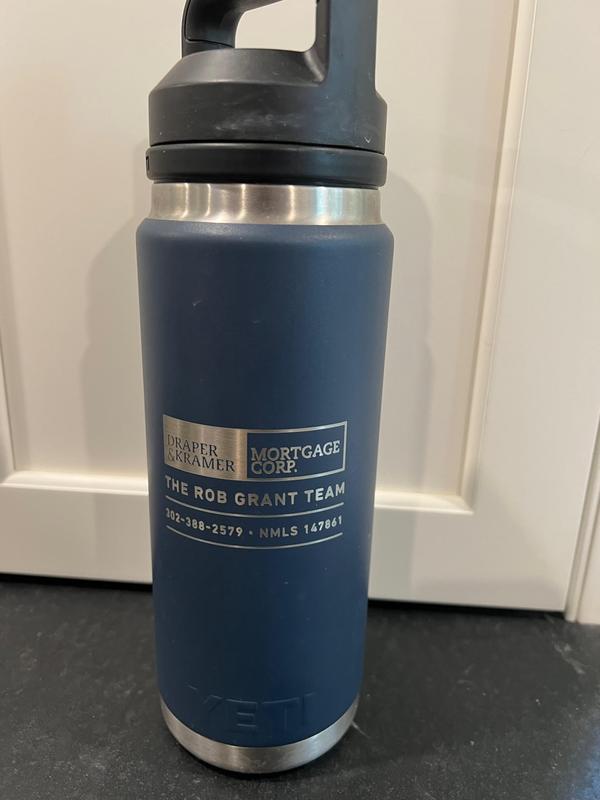 DRAPER
&KRAMER
MORTGAGE
CORP.
THE ROB GRANT TEAM
302-388-2579 • NMLS 147861
YETI